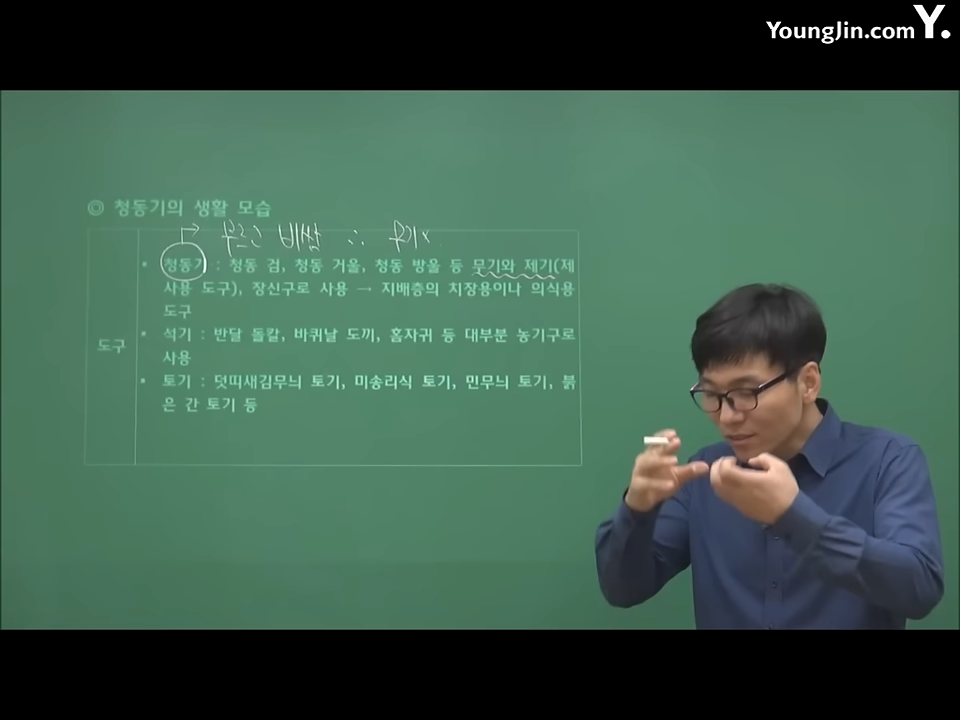 YoungJin.com Y.
◎ 청동기의 생활 모습
비쌈 ∴ 무기x
도구
• 청동기 : 청동 검, 청동 거울, 청동 방울 등 무기와 제기(제
사용 도구), 장신구로 사용 → 지배층의 치장용이나 의식용
도구
• 석기 : 반달 돌칼, 바퀴날 도끼, 홈자귀 등 대부분 농기구로
사용
• 토기 : 덧띠새김무늬 토기, 미송리식 토기, 민무늬 토기, 붉
은 간 토기 등